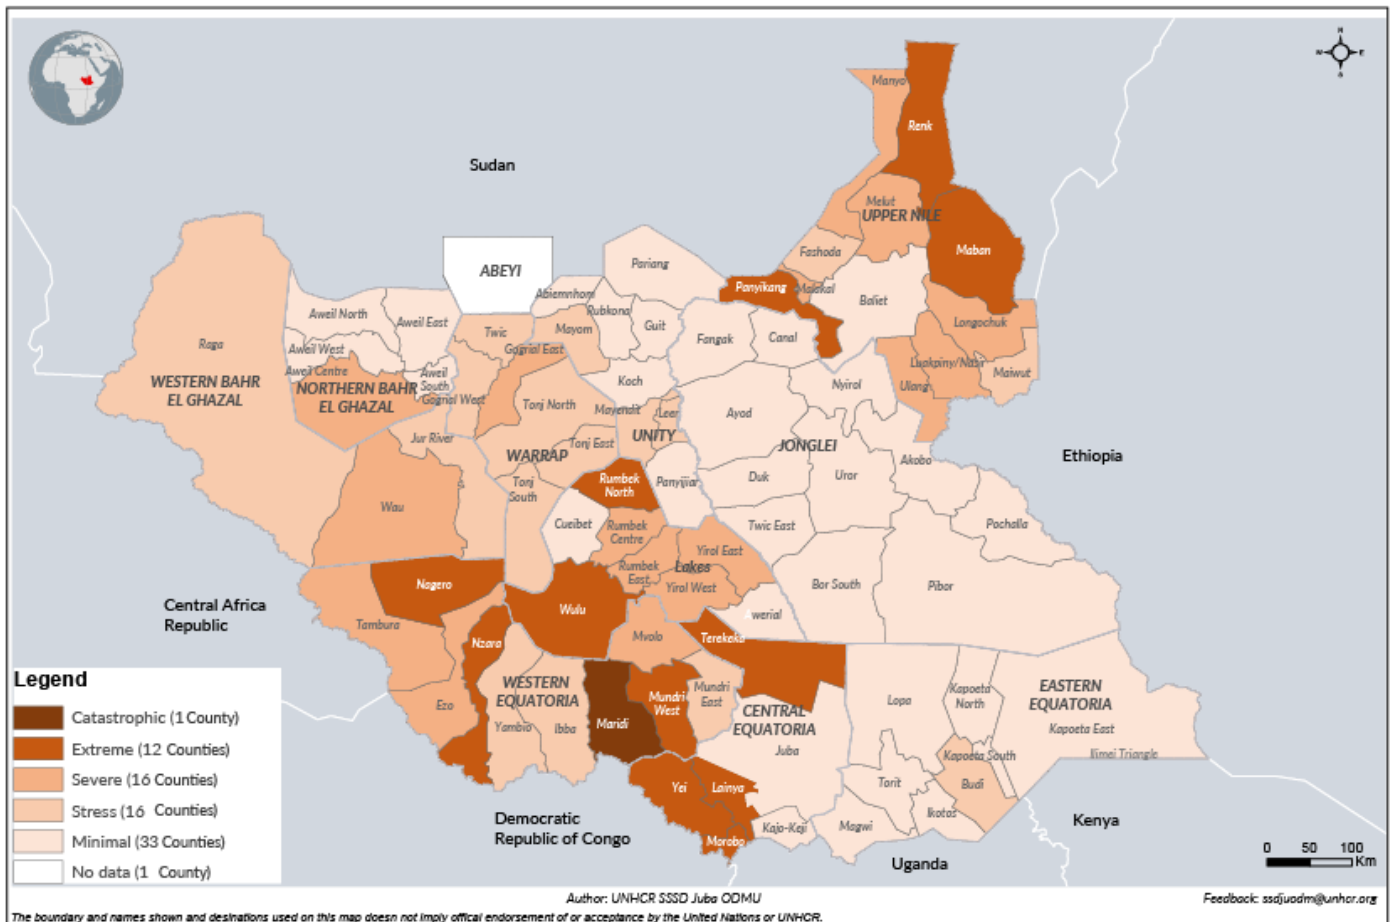 N
W E
S
Manyo
Renk
Sudan
Melut
UPPER NILE
Fashoda
Maban
ABEYI
Pariang
Panyikang
Malakal
Abiemnhom
Baliet
Rubkona
Aweil North
Aweil East
Mayom
Guit
Longochuk
Twic
Fangak
Canal
Raga
Aweil West
Gogrial East
Luakpiny/Nasir
Aweil Centre
Aweil
South
Koch
Nyirol
Ulang
Maiwut
WESTERN BAHR
EL GHAZAL
NORTHERN BAHR
EL GHAZAL
Gogrial West
Tonj North
Mayendit
Leer
Ayod
Jur River
UNITY
Tonj East
JONGLEI
WARRAP
Akobo
Ethiopia
Rumbek
North
Panyijiar
Duk
Uror
Tonj
South
Wau
Cueibet
Rumbek
Centre
Twic East
Pochalla
Yirol East
Lakes
Rumbek
East
Nagero
Yirol West
Bor South
Pibor
Central Africa
Republic
Wulu
Awerial
Tambura
Nzara
Mvolo
Terekeka
Legend
WESTERN
EQUATORIA
Mundri
East
Kapoeta
North
EASTERN
EQUATORIA
Mundri
West
Lopa
Ezo
Catastrophic (1 County)
Yambio
Ibba
Maridi
CENTRAL
EQUATORIA
Kapoeta East
Extreme (12 Counties)
Juba
Kapoeta South
Ilimei Triangle
Severe (16 Counties)
Yei
Lainya
Torit
Budi
Stress (16 Counties)
Democratic
Republic of Congo
Kajo-Keji
Magwi
Ikotos
Kenya
Minimal (33 Counties)
Morobo
0 50 100
Km
No data (1 County)
Uganda
Author: UNHCR SSSD Juba ODMU
Feedback: ssdjuodm@unhcr.org
The boundary and names shown and desinations used on this map doesn not imply offical endorsement of or acceptance by the United Nations or UNHCR.